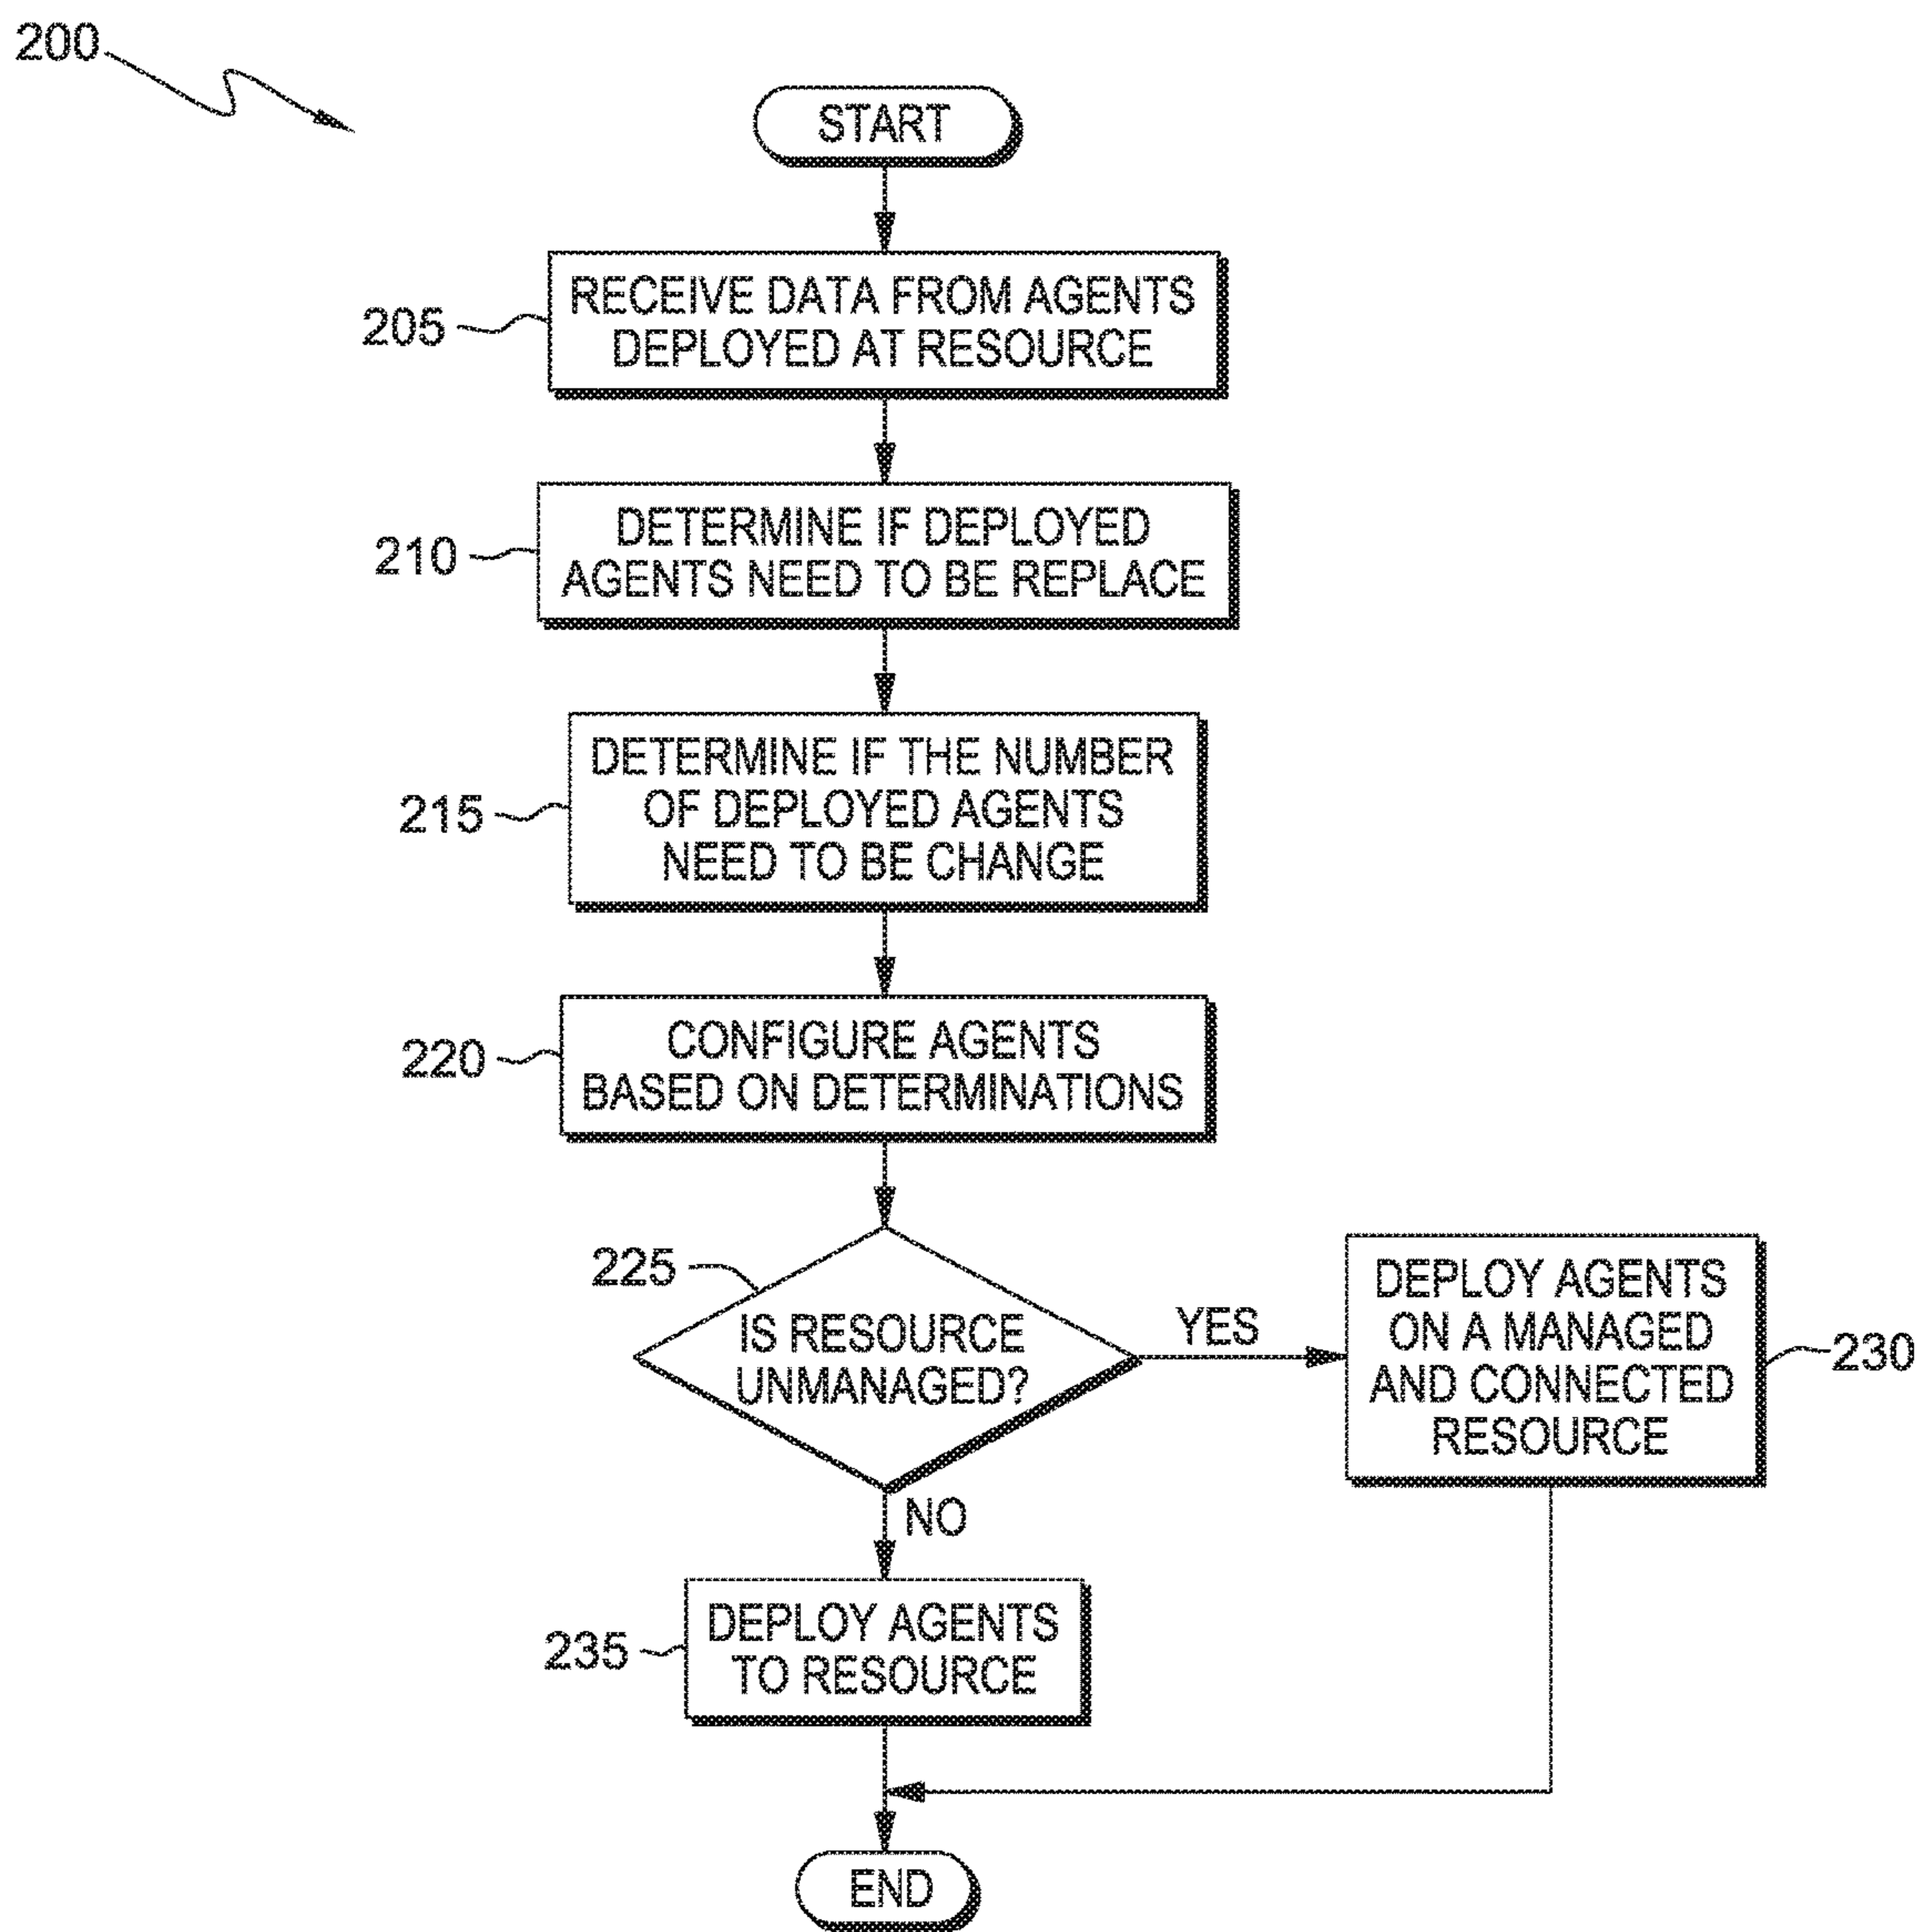 200
START
205
RECEIVE DATA FROM AGENTS
DEPLOYED AT RESOURCE
210
DETERMINE IF DEPLOYED
AGENTS NEED TO BE REPLACE
215
DETERMINE IF THE NUMBER
OF DEPLOYED AGENTS
NEED TO BE CHANGE
220
CONFIGURE AGENTS
BASED ON DETERMINATIONS
225
IS RESOURCE
UNMANAGED?
YES
DEPLOY AGENTS
ON A MANAGED
AND CONNECTED
RESOURCE
230
NO
235
DEPLOY AGENTS
TO RESOURCE
END